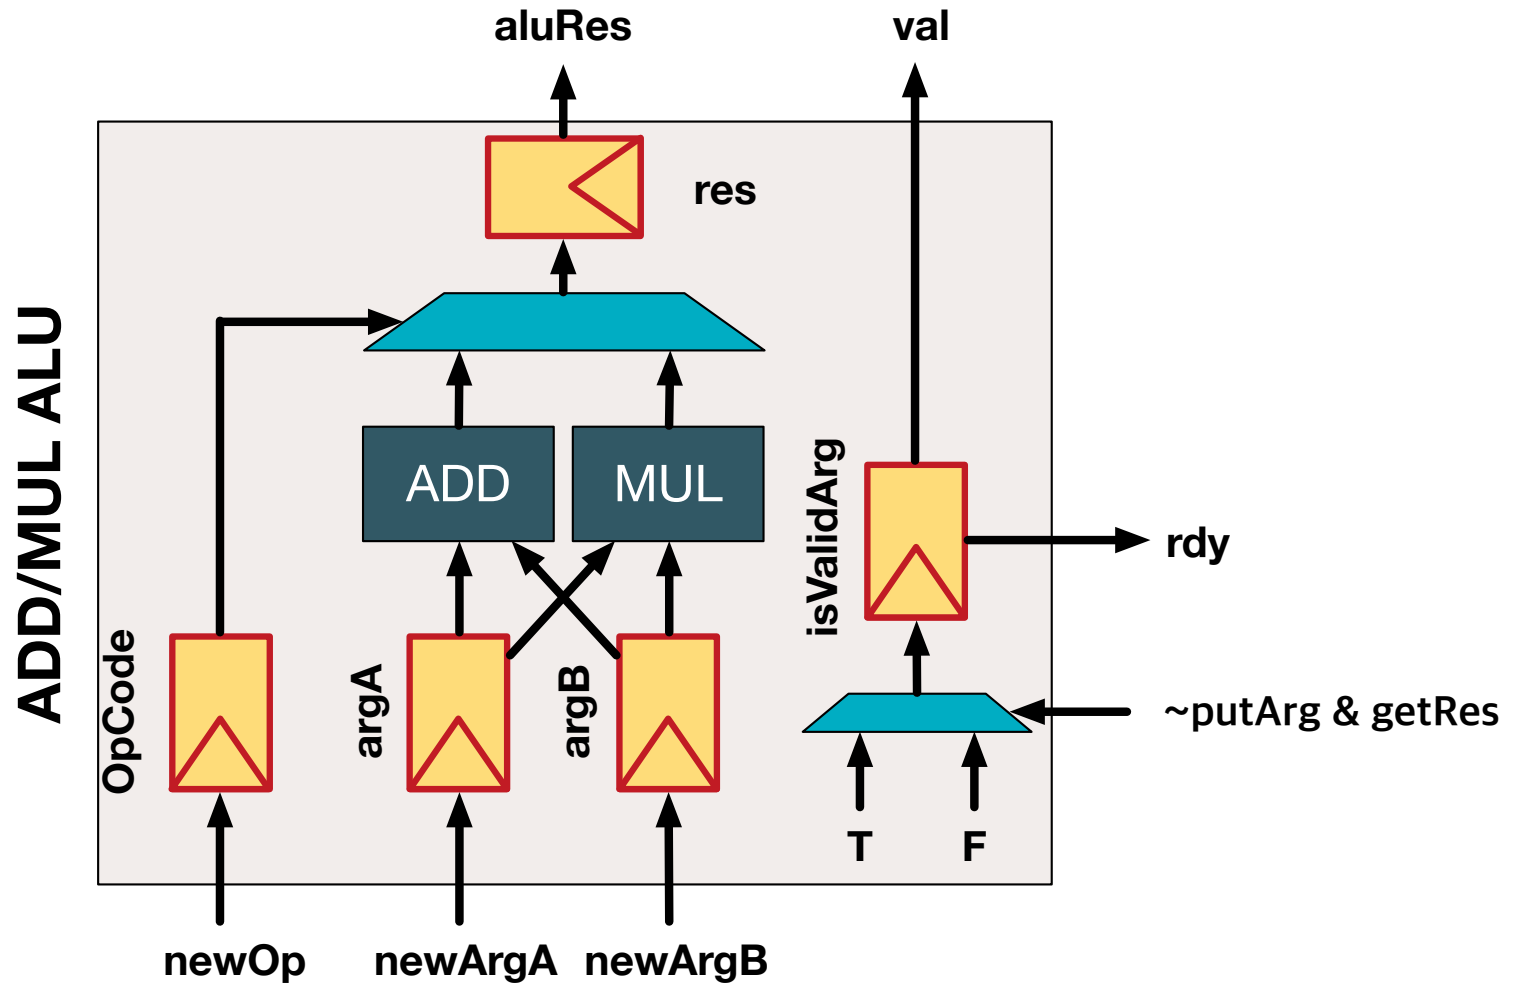 aluRes
val
res
ADD/MUL ALU
ADD
MUL
isValidArg
rdy
OpCode
argA
argB
~putArg & getRes
T
F
newOp
newArgA
newArgB